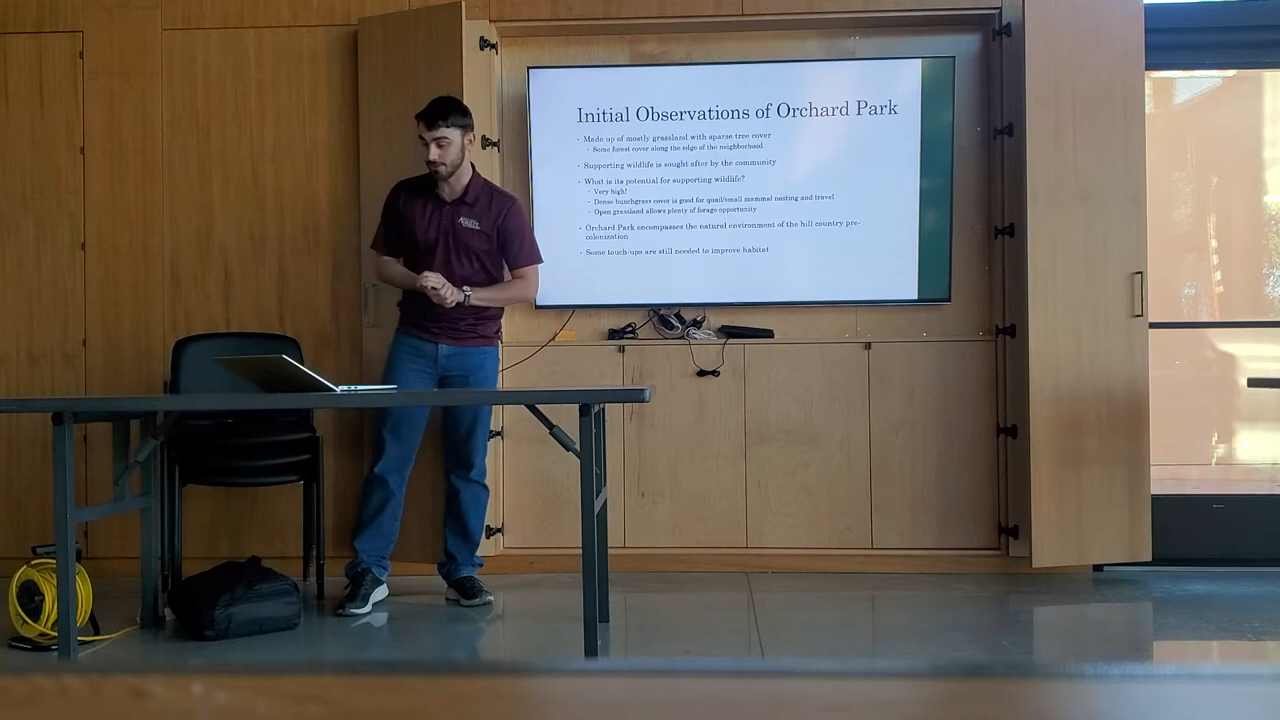 Initial Observations of Orchard Park
• Made up of mostly grassland with sparse tree cover
• Some forest cover along the edge of the neighborhood
• Supporting wildlife is sought after by the community
• What is its potential for supporting wildlife?
• Very high!
• Dense bunchgrass cover is good for quail/small mammal nesting and travel
• Open grassland allows plenty of forage opportunity
• Orchard Park encompasses the natural environment of the hill country pre-
colonization
• Some touch-ups are still needed to improve habitat